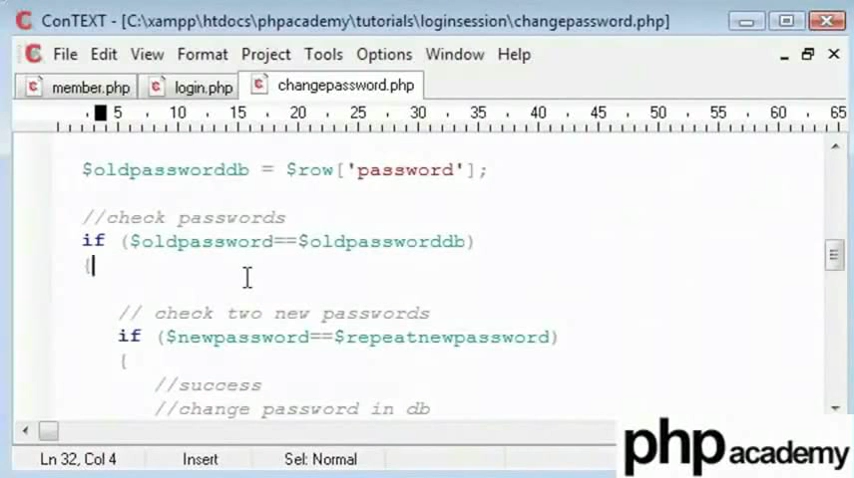 ConTEXT - [C:\xampp\htdocs\phpacademy\tutorials\loginsession\changepassword.php]
File Edit View Format Project Tools Options Window Help
member.php login.php changepassword.php
5 10 15 20 25 30 35 40 45 50 55 60 65
$oldpassworddb = $row['password'];
//check passwords
if ($oldpassword==$oldpassworddb)
{
// check two new passwords
if ($newpassword==$repeatnewpassword)
{
//success
//change password in db
Ln 32, Col 4 Insert Sel: Normal
php academy